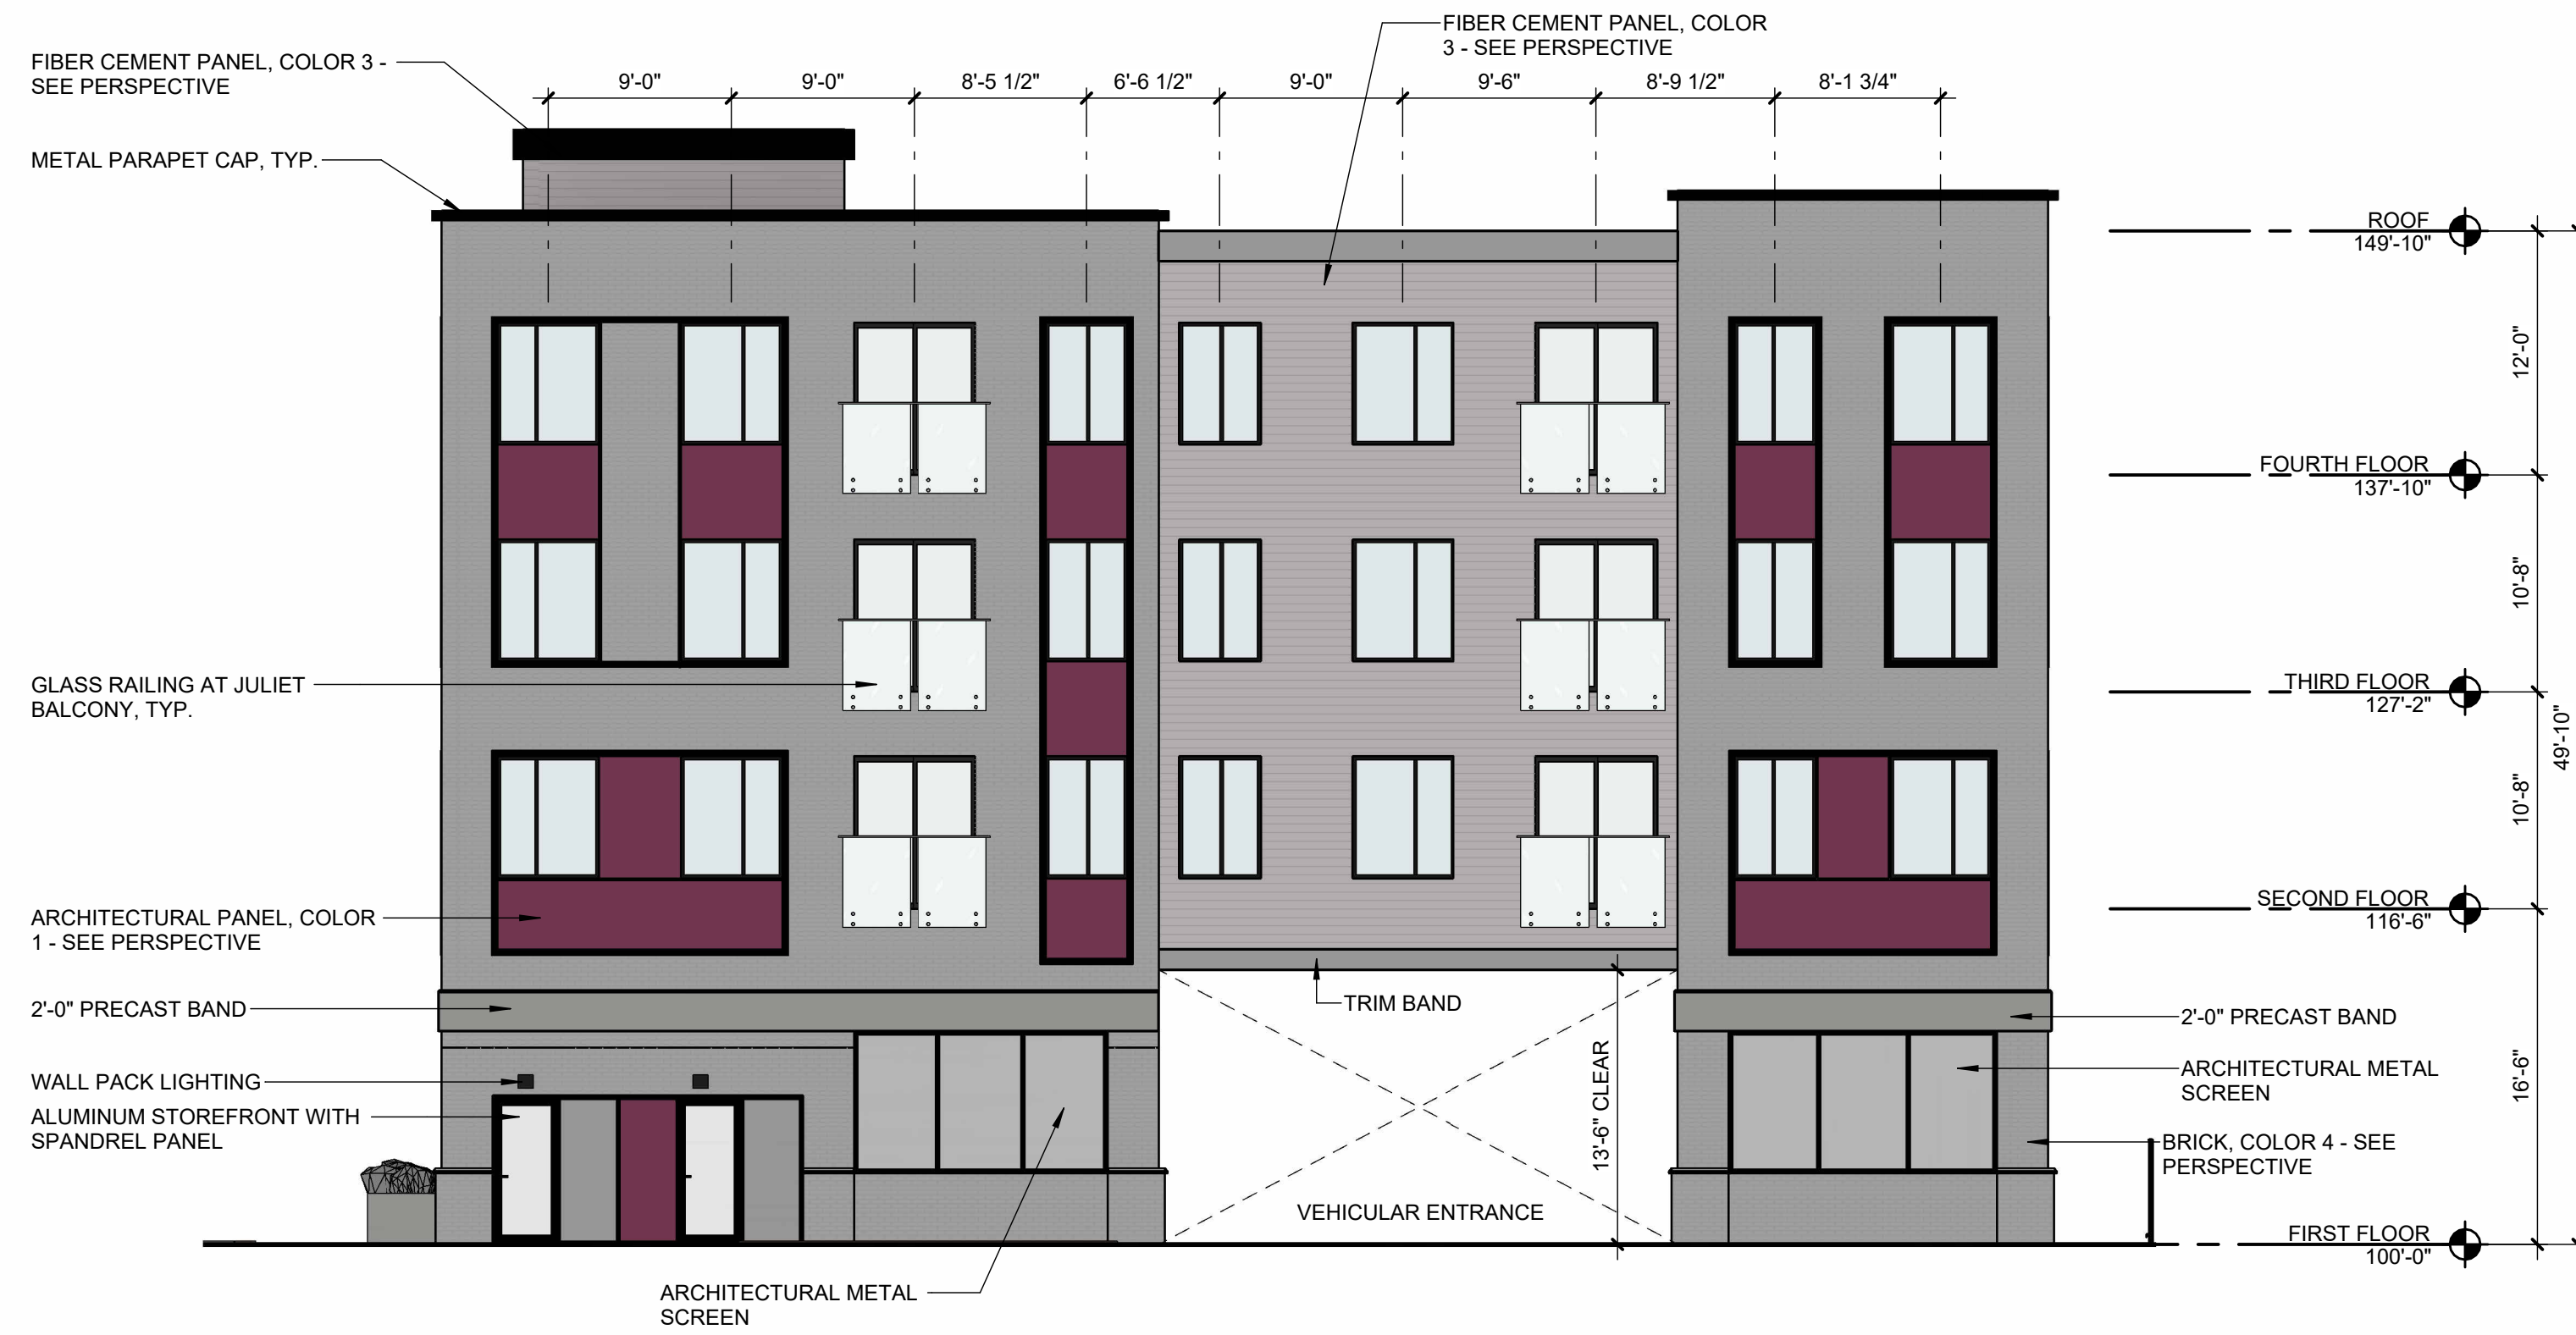 FIBER CEMENT PANEL, COLOR
3 - SEE PERSPECTIVE
FIBER CEMENT PANEL, COLOR 3 -
SEE PERSPECTIVE
9'-0"
9'-0"
8'-5 1/2"
6'-6 1/2"
9'-0"
9'-6"
8'-9 1/2"
8'-1 3/4"
METAL PARAPET CAP, TYP.
ROOF
149'-10"
12'-0"
FOURTH FLOOR
137'-10"
10'-8"
GLASS RAILING AT JULIET
BALCONY, TYP.
THIRD FLOOR
127'-2"
49'-10"
10'-8"
ARCHITECTURAL PANEL, COLOR
1 - SEE PERSPECTIVE
SECOND FLOOR
116'-6"
2'-0" PRECAST BAND
TRIM BAND
2'-0" PRECAST BAND
WALL PACK LIGHTING
ARCHITECTURAL METAL
SCREEN
16'-6"
13'-6" CLEAR
ALUMINUM STOREFRONT WITH
SPANDREL PANEL
BRICK, COLOR 4 - SEE
PERSPECTIVE
VEHICULAR ENTRANCE
FIRST FLOOR
100'-0"
ARCHITECTURAL METAL
SCREEN